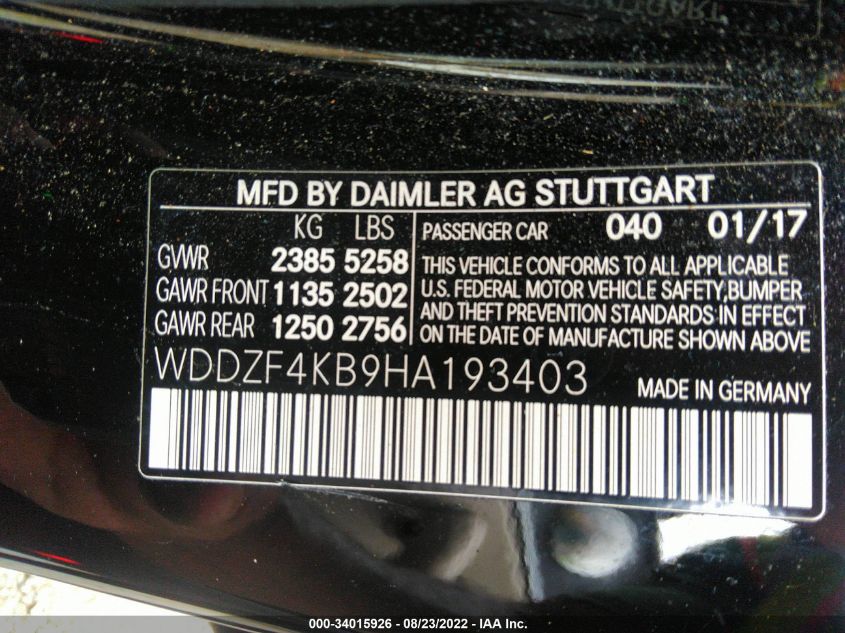 MFD BY DAIMLER AG STUTTGART
KG LBS
GVWR 2385 5258
GAWR FRONT 1135 2502
GAWR REAR 1250 2756
PASSENGER CAR 040 01/17
THIS VEHICLE CONFORMS TO ALL APPLICABLE
U.S. FEDERAL MOTOR VEHICLE SAFETY,BUMPER
AND THEFT PREVENTION STANDARDS IN EFFECT
ON THE DATE OF MANUFACTURE SHOWN ABOVE
WDDZF4KB9HA193403
MADE IN GERMANY
000-34015926 - 08/23/2022 - IAA Inc.